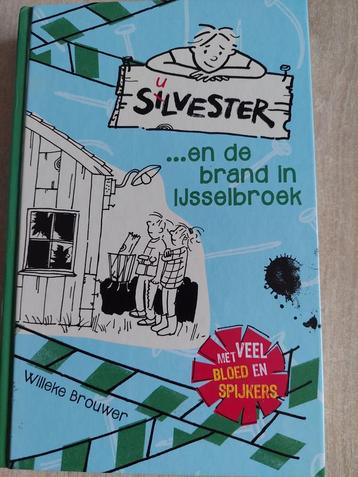 u
SILVESTER
...en de
brand in
IJsselbroek
MET VEEL
BLOED EN
SPIJKERS
Willeke Brouwer